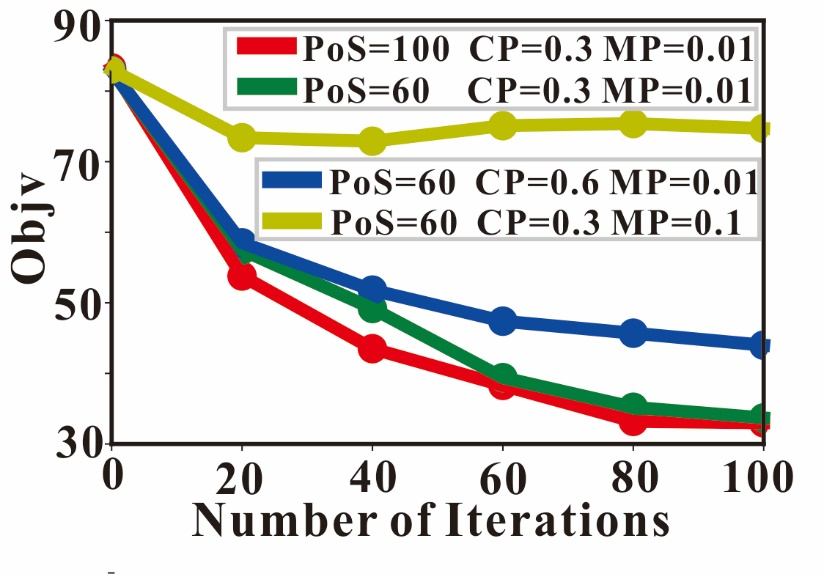 90
70
50
30
Objv
PoS=100 CP=0.3 MP=0.01
PoS=60 CP=0.3 MP=0.01
PoS=60 CP=0.6 MP=0.01
PoS=60 CP=0.3 MP=0.1
0 20 40 60 80 100
Number of Iterations